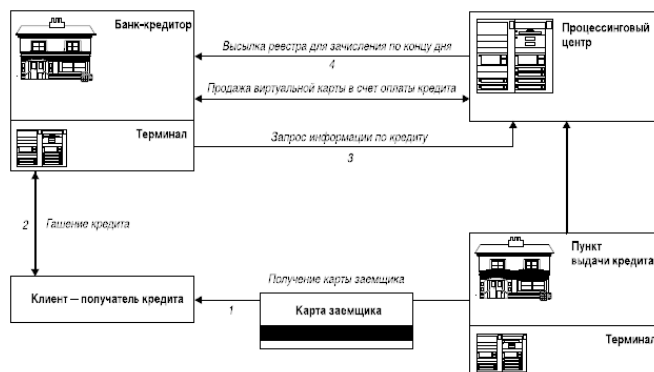 Банк-кредитор
Процессинговый
центр
Высылка реестра для зачисления по концу дня
4
Продажа виртуальной карты в счет оплаты кредита
Терминал
Запрос информации по кредиту
3
2
Гашение кредита
Пункт
выдачи кредита
Получение карты заемщика
Клиент — получатель кредита
1
Карта заемщика
Терминал